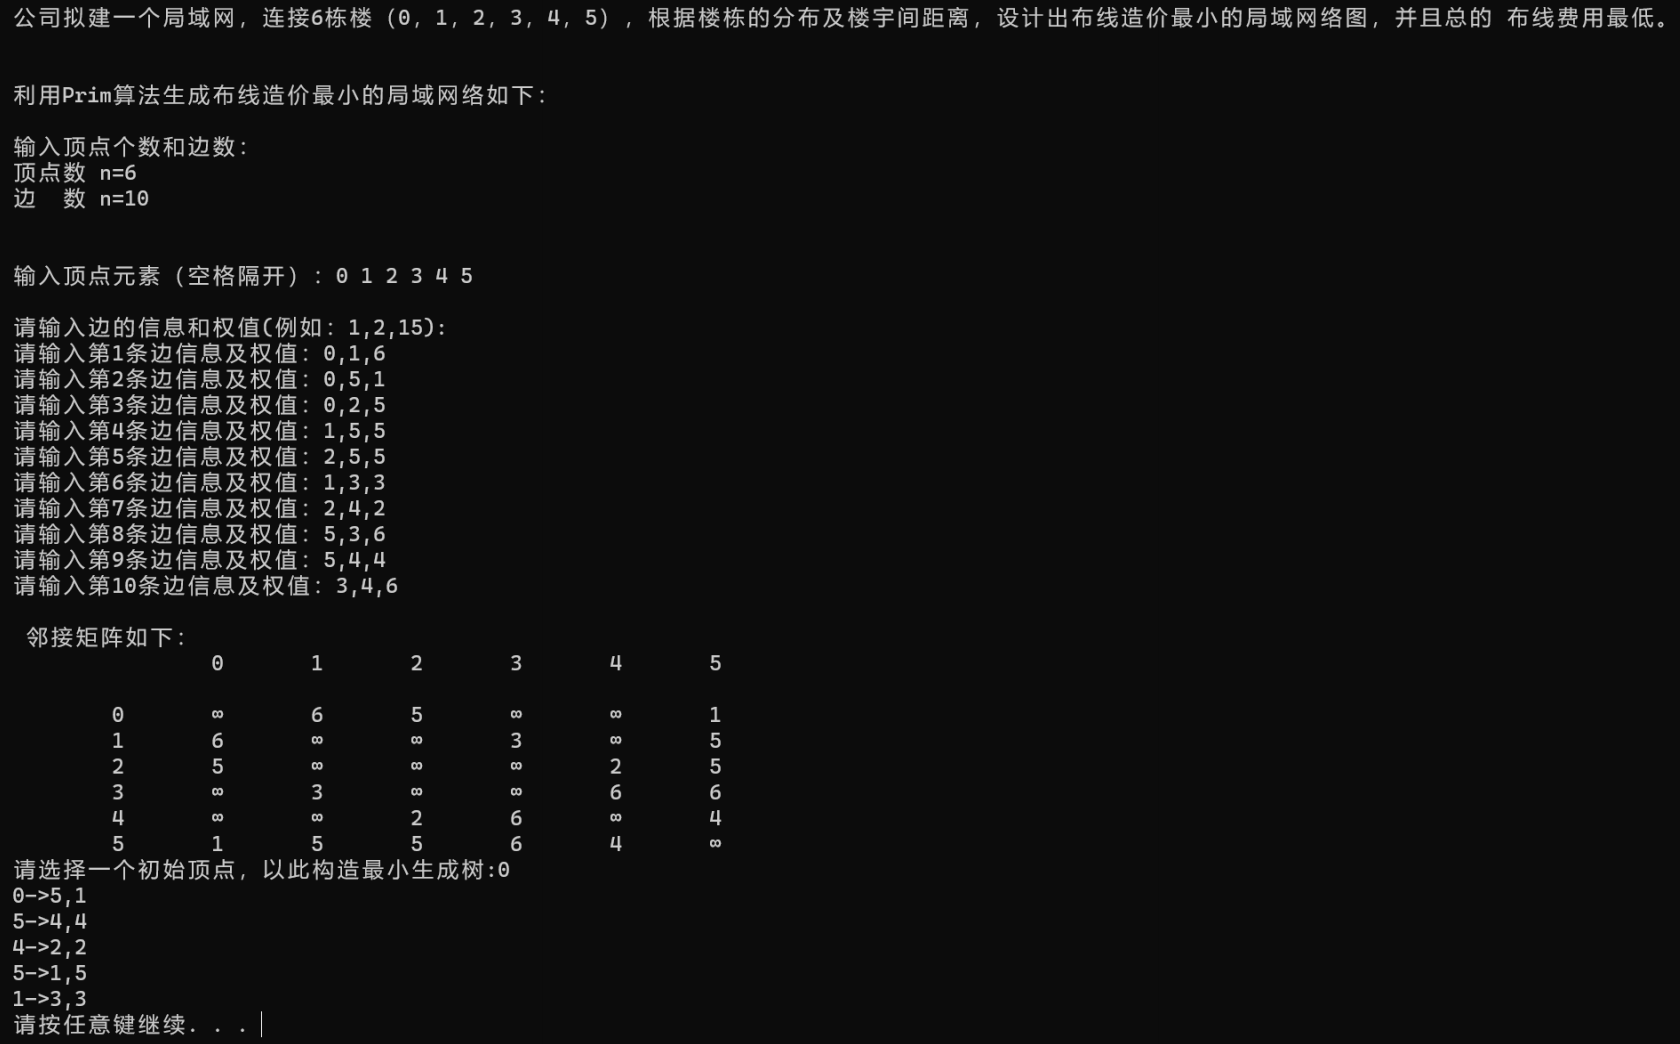 公司拟建一个局域网，连接6栋楼（0，1，2，3，4，5），根据楼栋的分布及楼宇间距离，设计出布线造价最小的局域网络图，并且总的 布线费用最低。
利用Prim算法生成布线造价最小的局域网络如下：
输入顶点个数和边数：
顶点数 n=6
边  数 n=10
输入顶点元素（空格隔开）：0 1 2 3 4 5
请输入边的信息和权值(例如：1,2,15)：
请输入第1条边信息及权值：0,1,6
请输入第2条边信息及权值：0,5,1
请输入第3条边信息及权值：0,2,5
请输入第4条边信息及权值：1,5,5
请输入第5条边信息及权值：2,5,5
请输入第6条边信息及权值：1,3,3
请输入第7条边信息及权值：2,4,2
请输入第8条边信息及权值：5,3,6
请输入第9条边信息及权值：5,4,4
请输入第10条边信息及权值：3,4,6
邻接矩阵如下：
0 1 2 3 4 5
0 ∞ 6 5 ∞ ∞ 1
1 6 ∞ ∞ 3 ∞ 5
2 5 ∞ ∞ ∞ 2 5
3 ∞ 3 ∞ ∞ 6 6
4 ∞ ∞ 2 6 ∞ 4
5 1 5 5 6 4 ∞
请选择一个初始顶点，以此构造最小生成树:0
0->5,1
5->4,4
4->2,2
5->1,5
1->3,3
请按任意键继续. . .